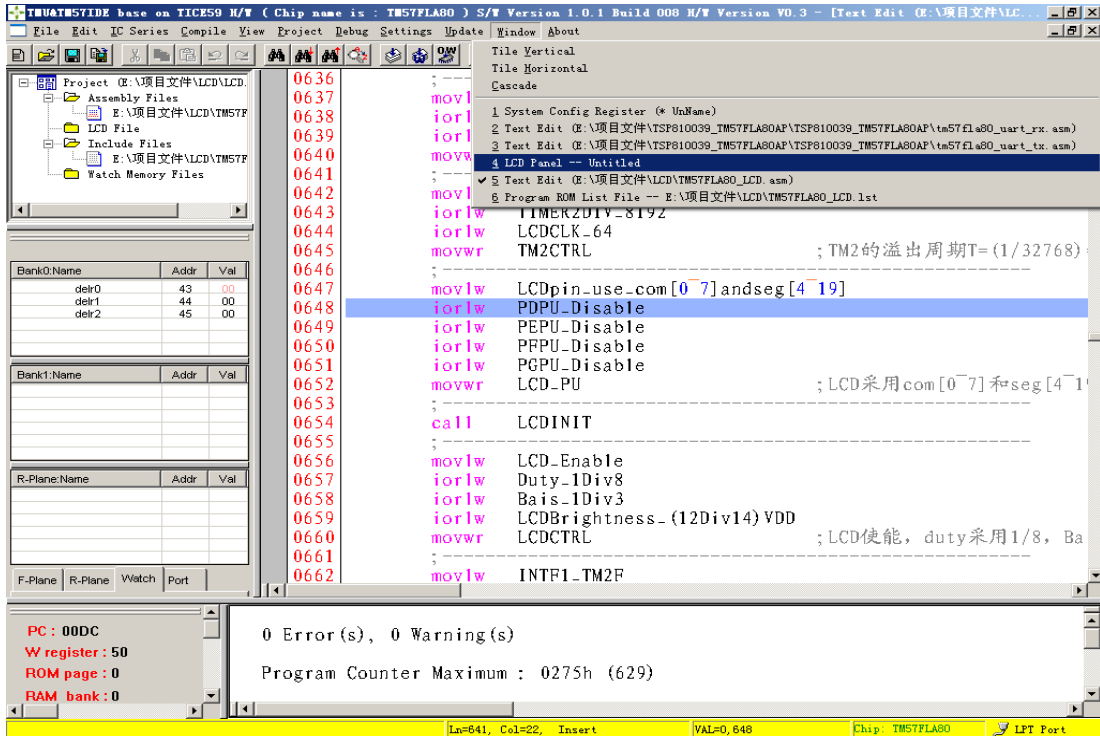 TM87&TM57IDE base on TICE59 H/W ( Chip name is : TM57FLA80 ) S/W Version 1.0.1 Build 008 H/W Version V0.3 - [Text Edit (E:\项目文件\LC...
File Edit IC Series Compile View Project Debug Settings Update Window About
Tile Vertical
Tile Horizontal
Cascade
1 System Config Register (* UnName)
2 Text Edit (E:\项目文件\TSP810039_TM57FLA80AP\TSP810039_TM57FLA80AP\tm57fla80_uart_rx.asm)
3 Text Edit (E:\项目文件\TSP810039_TM57FLA80AP\TSP810039_TM57FLA80AP\tm57fla80_uart_tx.asm)
4 LCD Panel -- Untitled
5 Text Edit (E:\项目文件\LCD\TM57FLA80_LCD.asm)
6 Program ROM List File -- E:\项目文件\LCD\TM57FLA80_LCD.lst
Project (E:\项目文件\LCD\LCD.
Assembly Files
E:\项目文件\LCD\TM57F
LCD File
Include Files
E:\项目文件\LCD\TM57F
Watch Memory Files
Bank0:Name Addr Val
delr0 43 00
delr1 44 00
delr2 45 00
Bank1:Name Addr Val
R-Plane:Name Addr Val
F-Plane R-Plane Watch Port
0636 ;---
0637 movl
0638 iorl
0639 iorl
0640 movw
0641 ;---
0642 movl
0643 iorlw TIMER2DIV_8192
0644 iorlw LCDCLK_64
0645 movwr TM2CTRL ;TM2的溢出周期T=(1/32768)
0646 ;------------------------------------------------------------
0647 movlw LCDpin_use_com[0~7]andseg[4~19]
0648 iorlw PDPU_Disable
0649 iorlw PEPU_Disable
0650 iorlw PFPU_Disable
0651 iorlw PGPU_Disable
0652 movwr LCD_PU ;LCD采用com[0~7]和seg[4~1
0653 ;------------------------------------------------------------
0654 call LCDINIT
0655 ;------------------------------------------------------------
0656 movlw LCD_Enable
0657 iorlw Duty_1Div8
0658 iorlw Bais_1Div3
0659 iorlw LCDBrightness_(12Div14)VDD
0660 movwr LCDCTRL ;LCD使能，duty采用1/8，Ba
0661 ;------------------------------------------------------------
0662 movlw INTF1_TM2F
PC : 00DC
W register : 50
ROM page : 0
RAM bank : 0
0 Error(s), 0 Warning(s)
Program Counter Maximum : 0275h (629)
Ln=641, Col=22, Insert VAL=0,648 Chip: TM57FLA80 LPT Port